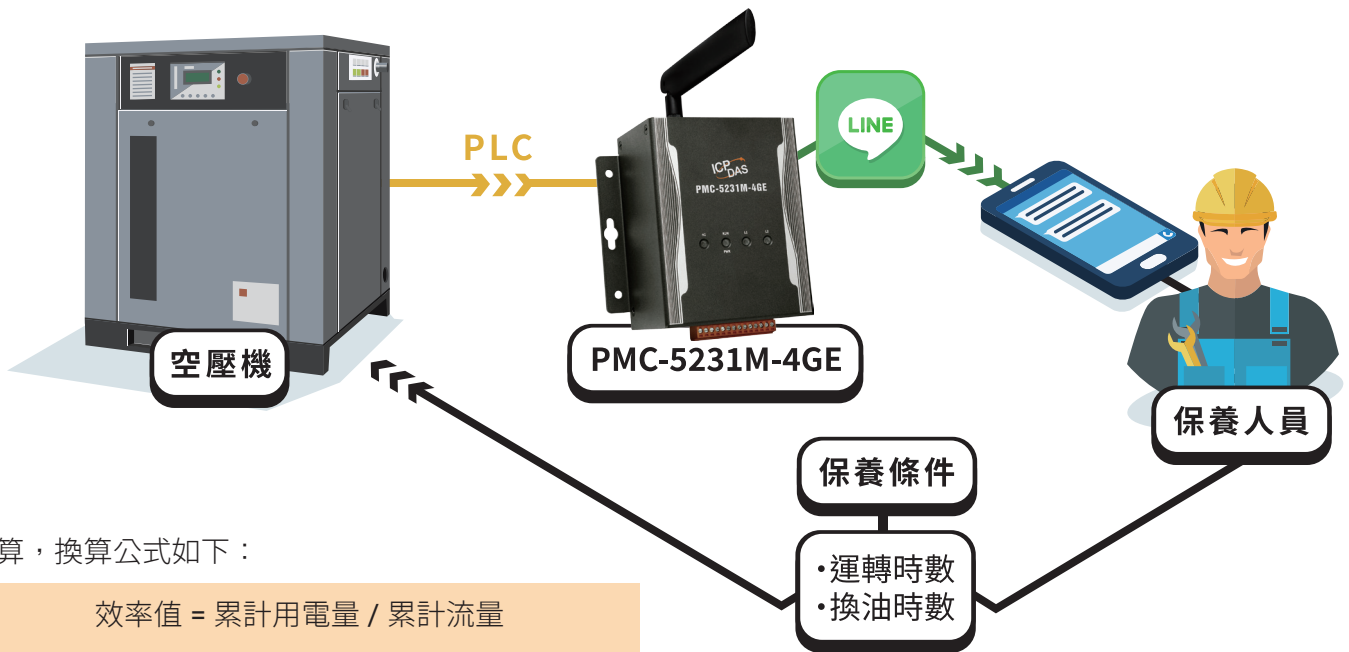 PLC
LINE
ICP DAS
PMC-5231M-4GE
空壓機
PMC-5231M-4GE
保養人員
保養條件
•運轉時數
•換油時數
算，換算公式如下：
效率值 = 累計用電量 / 累計流量